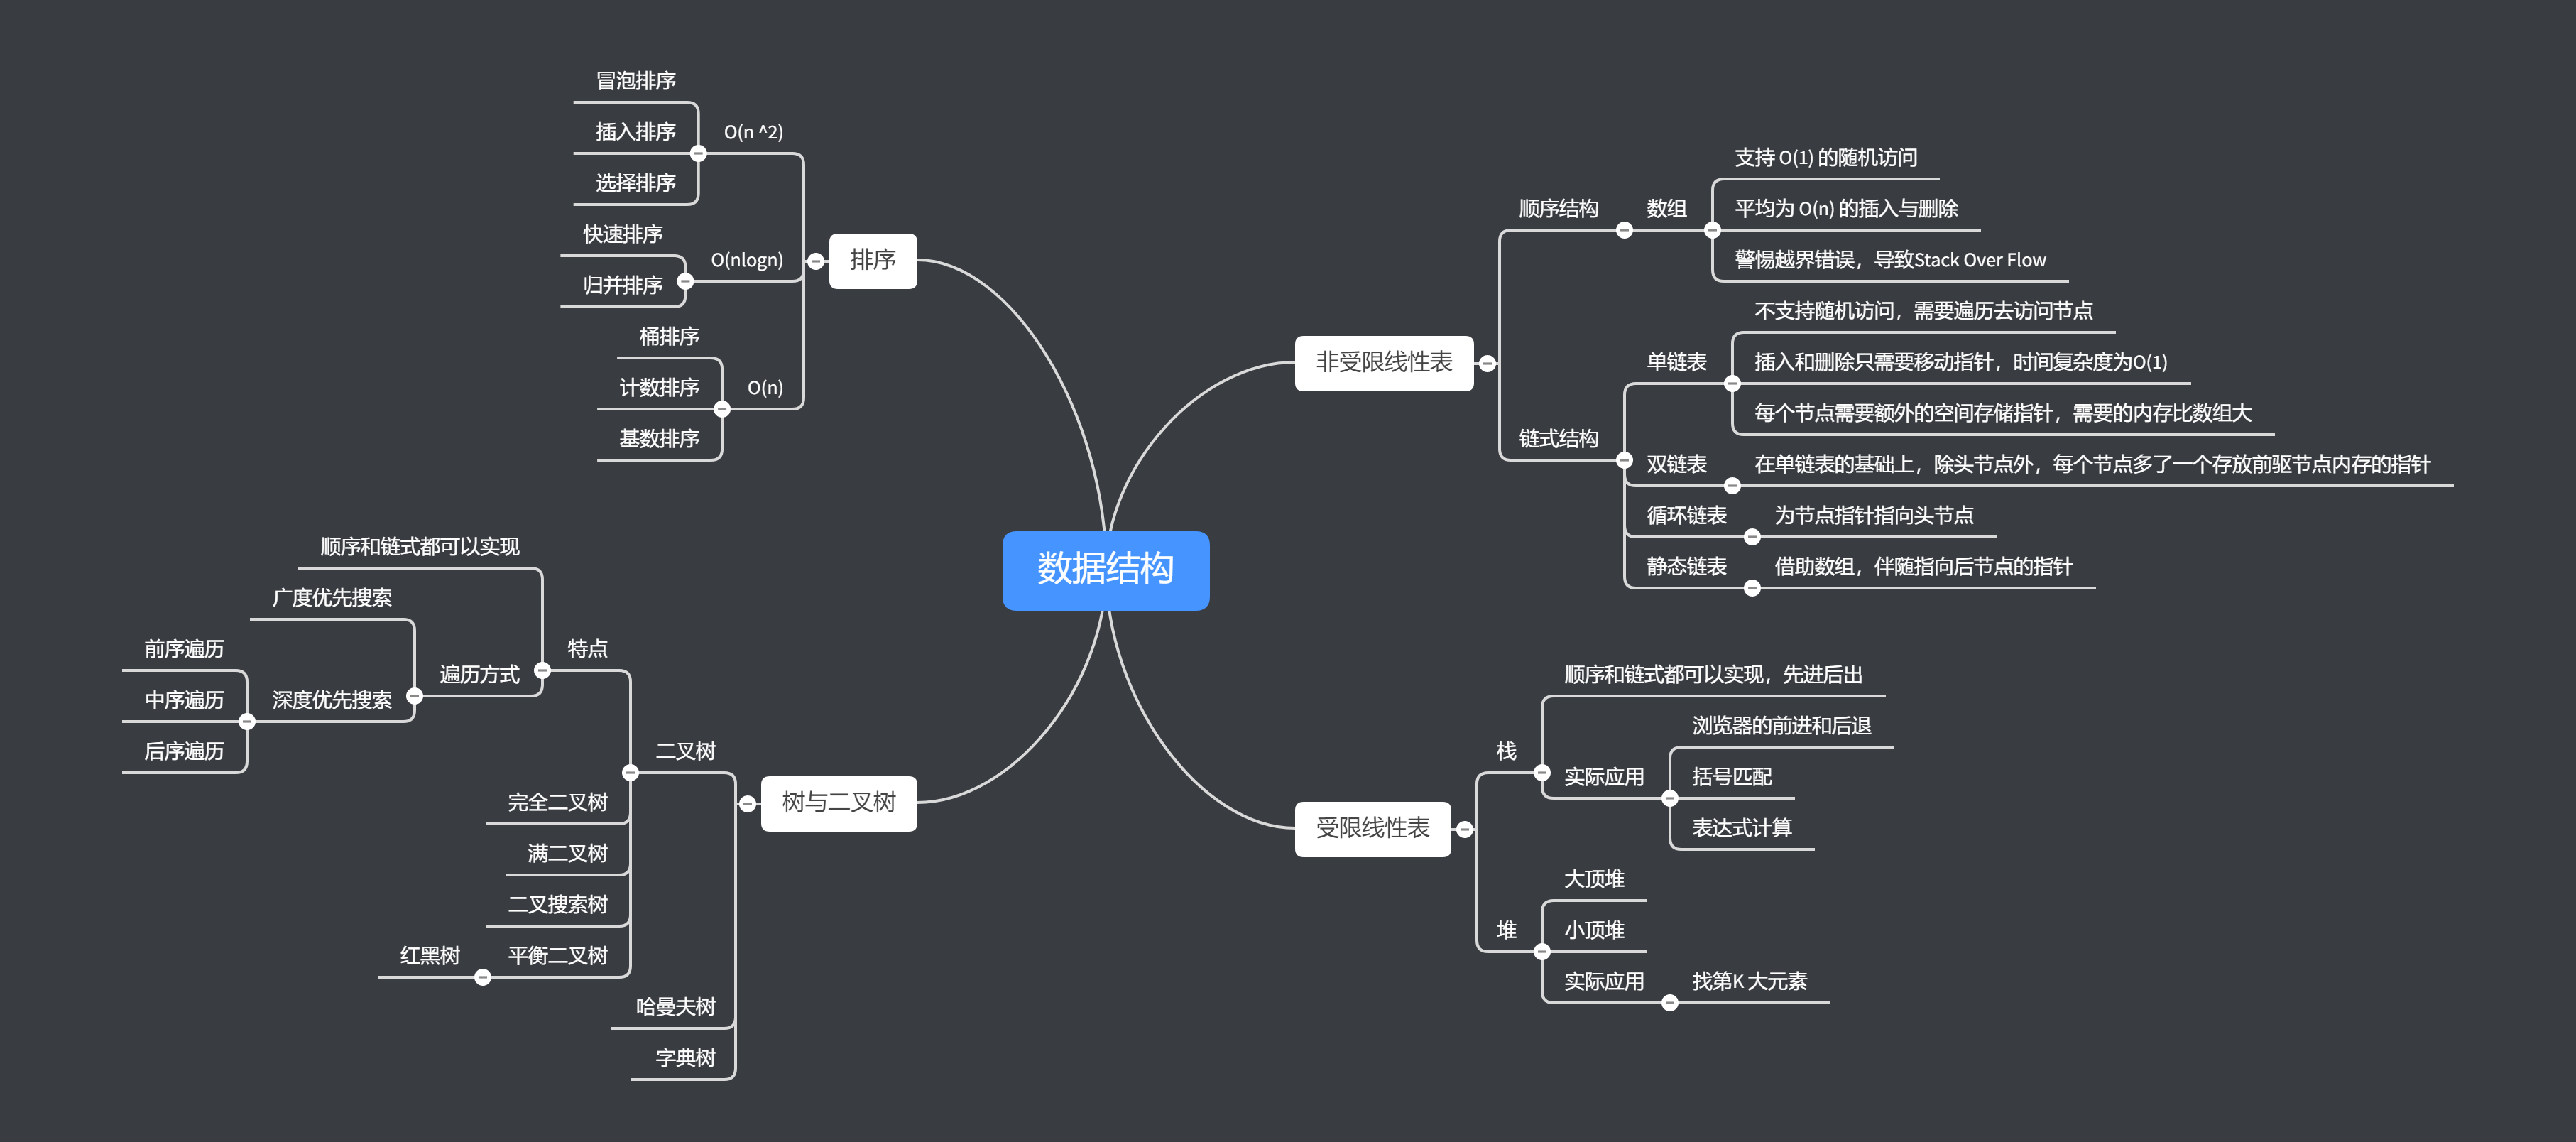 数据结构
排序
O(n ^2)
冒泡排序
插入排序
选择排序
O(nlogn)
快速排序
归并排序
O(n)
桶排序
计数排序
基数排序
非受限线性表
顺序结构
数组
支持 O(1) 的随机访问
平均为 O(n) 的插入与删除
警惕越界错误，导致Stack Over Flow
链式结构
单链表
不支持随机访问，需要遍历去访问节点
插入和删除只需要移动指针，时间复杂度为O(1)
每个节点需要额外的空间存储指针，需要的内存比数组大
双链表
在单链表的基础上，除头节点外，每个节点多了一个存放前驱节点内存的指针
循环链表
为节点指针指向头节点
静态链表
借助数组，伴随指向后节点的指针
树与二叉树
二叉树
特点
顺序和链式都可以实现
遍历方式
广度优先搜索
深度优先搜索
前序遍历
中序遍历
后序遍历
完全二叉树
满二叉树
二叉搜索树
平衡二叉树
红黑树
哈曼夫树
字典树
受限线性表
栈
顺序和链式都可以实现，先进后出
实际应用
浏览器的前进和后退
括号匹配
表达式计算
堆
大顶堆
小顶堆
实际应用
找第K 大元素